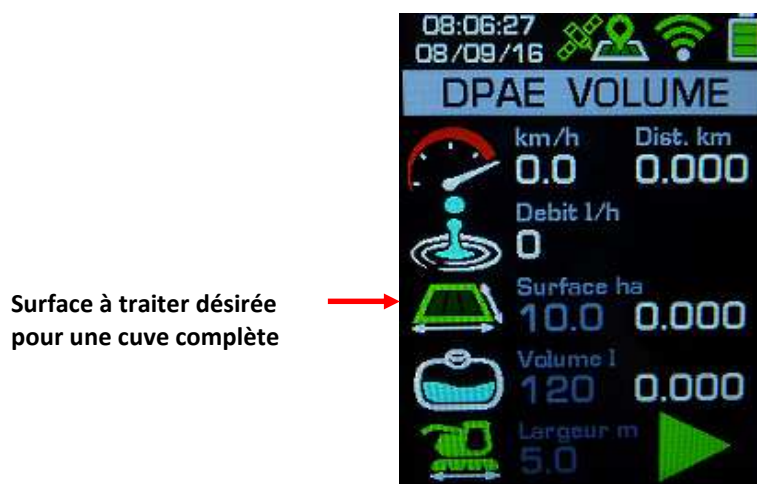 08:06:27
08/09/16
DPAE VOLUME
km/h Dist. km
0.0 0.000
Debit l/h
0
Surface à traiter désirée
pour une cuve complète
Surface ha
10.0 0.000
Volume l
120 0.000
Largeur m
5.0